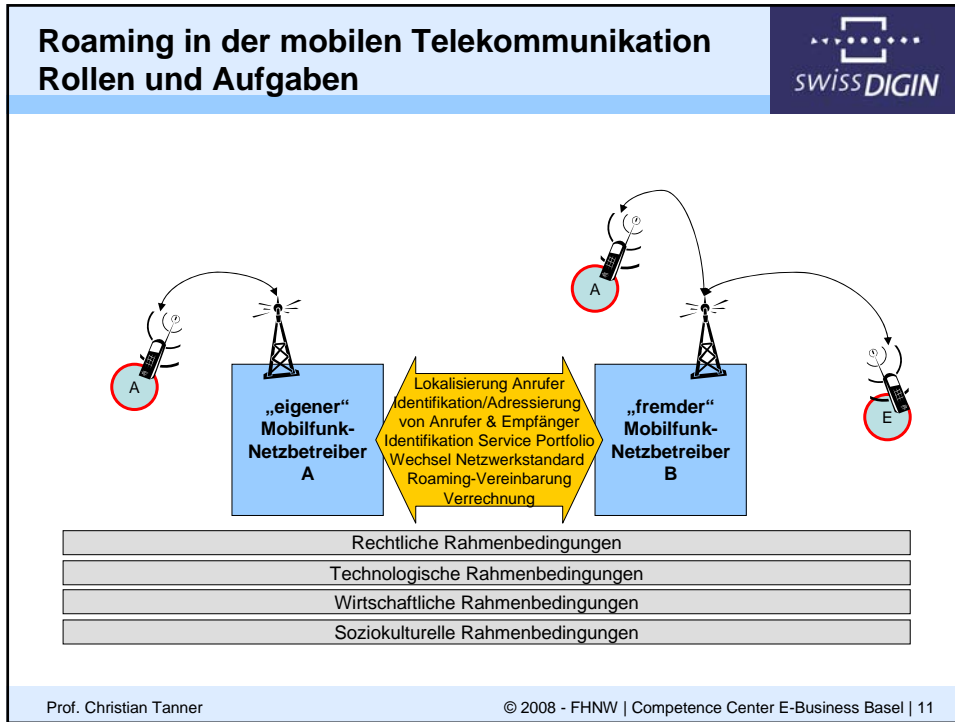 Roaming in der mobilen Telekommunikation
Rollen und Aufgaben
swissDIGIN
A
A
E
„eigener“
Mobilfunk-
Netzbetreiber
A
Lokalisierung Anrufer
Identifikation/Adressierung
von Anrufer & Empfänger
Identifikation Service Portfolio
Wechsel Netzwerkstandard
Roaming-Vereinbarung
Verrechnung
„fremder“
Mobilfunk-
Netzbetreiber
B
Rechtliche Rahmenbedingungen
Technologische Rahmenbedingungen
Wirtschaftliche Rahmenbedingungen
Soziokulturelle Rahmenbedingungen
Prof. Christian Tanner
© 2008 - FHNW | Competence Center E-Business Basel | 11